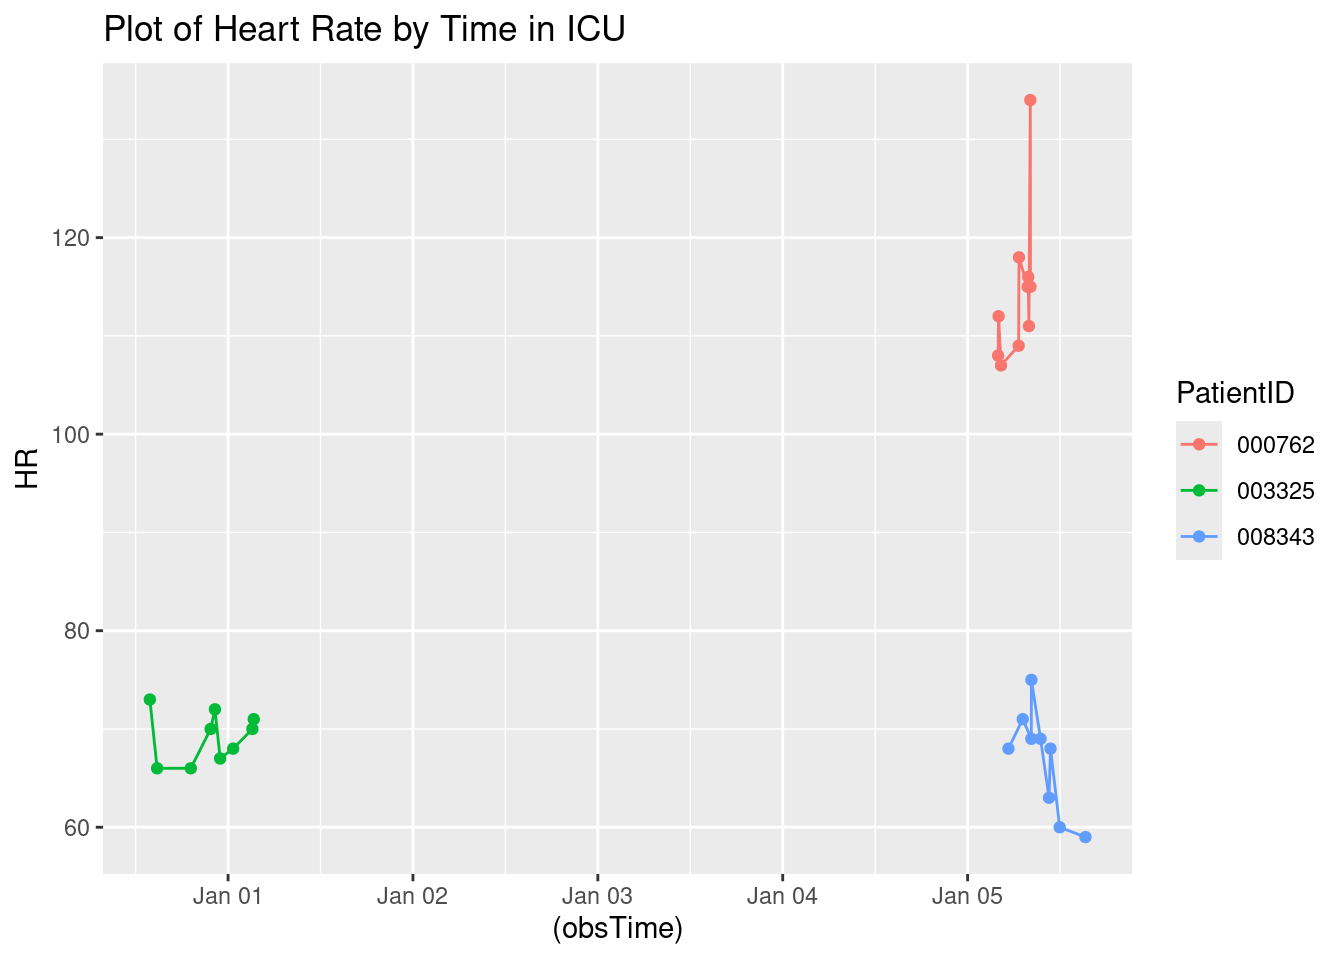 Plot of Heart Rate by Time in ICU
HR
120
100
80
60
Jan 01
Jan 02
Jan 03
Jan 04
Jan 05
(obsTime)
PatientID
000762
003325
008343